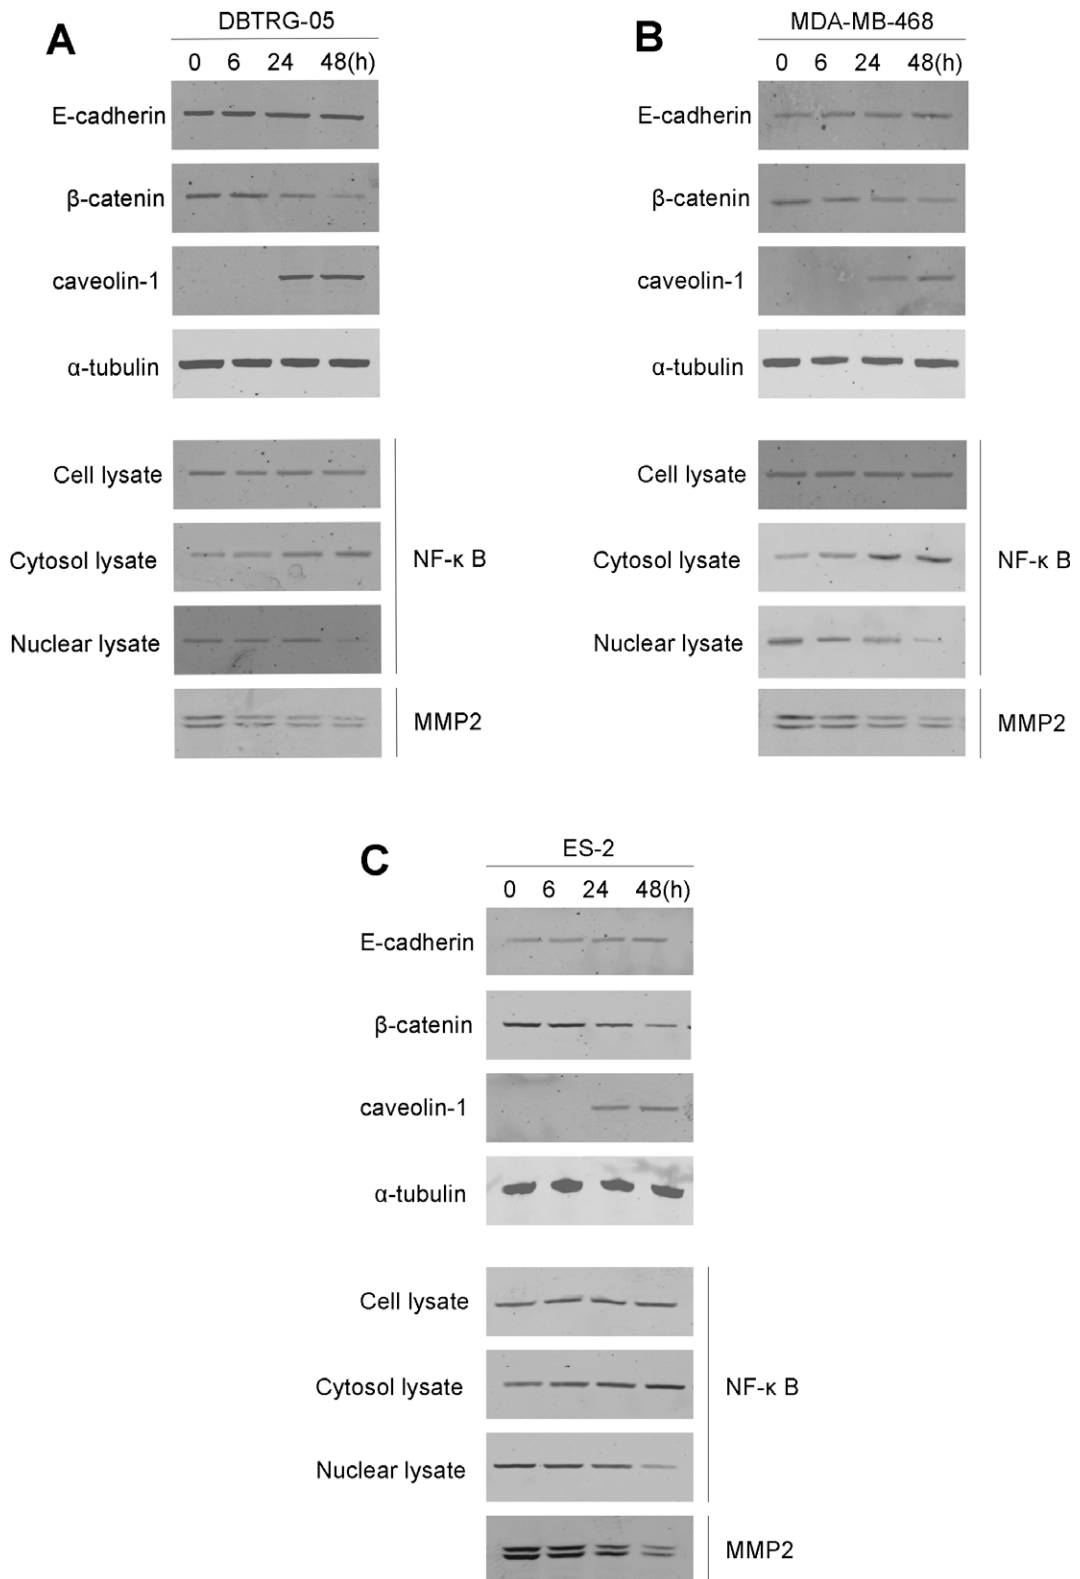 A
DBTRG-05
0 6 24 48(h)
E-cadherin
β-catenin
caveolin-1
α-tubulin
Cell lysate
Cytosol lysate
Nuclear lysate
NF-κ B
MMP2
B
MDA-MB-468
0 6 24 48(h)
E-cadherin
β-catenin
caveolin-1
α-tubulin
Cell lysate
Cytosol lysate
Nuclear lysate
NF-κ B
MMP2
C
ES-2
0 6 24 48(h)
E-cadherin
β-catenin
caveolin-1
α-tubulin
Cell lysate
Cytosol lysate
Nuclear lysate
NF-κ B
MMP2